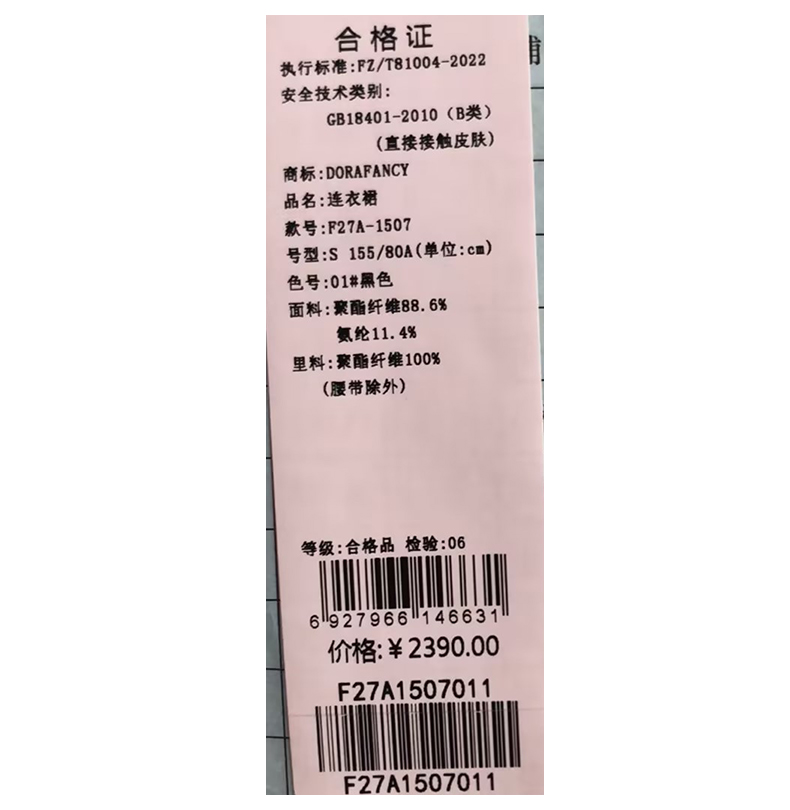 合格证
执行标准:FZ/T81004-2022
安全技术类别:
GB18401-2010（B类）
(直接接触皮肤)
商标:DORAFANCY
品名:连衣裙
款号:F27A-1507
号型:S 155/80A(单位:cm)
色号:01#黑色
面料:聚酯纤维88.6%
氨纶11.4%
里料:聚酯纤维100%
(腰带除外)
等级:合格品 检验:06
6 927966 146631
价格:¥2390.00
F27A1507011
F27A1507011